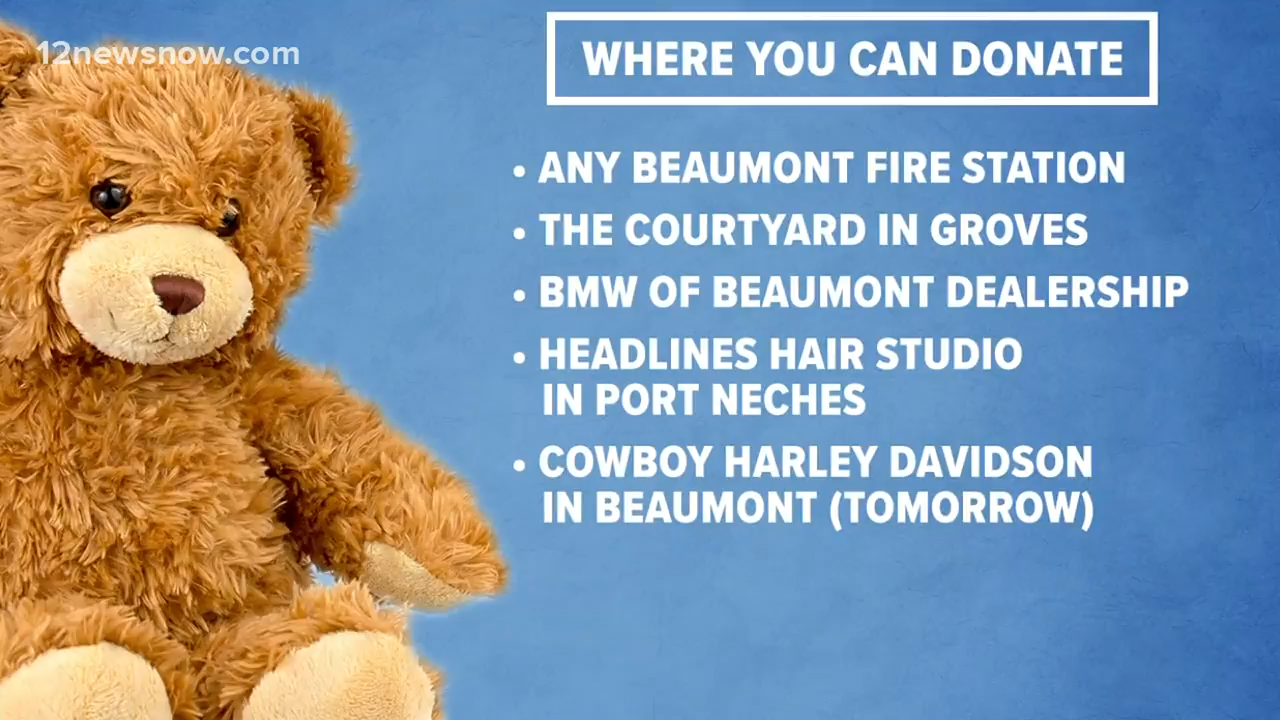 12newsnow.com
WHERE YOU CAN DONATE
• ANY BEAUMONT FIRE STATION
• THE COURTYARD IN GROVES
• BMW OF BEAUMONT DEALERSHIP
• HEADLINES HAIR STUDIO
IN PORT NECHES
• COWBOY HARLEY DAVIDSON
IN BEAUMONT (TOMORROW)